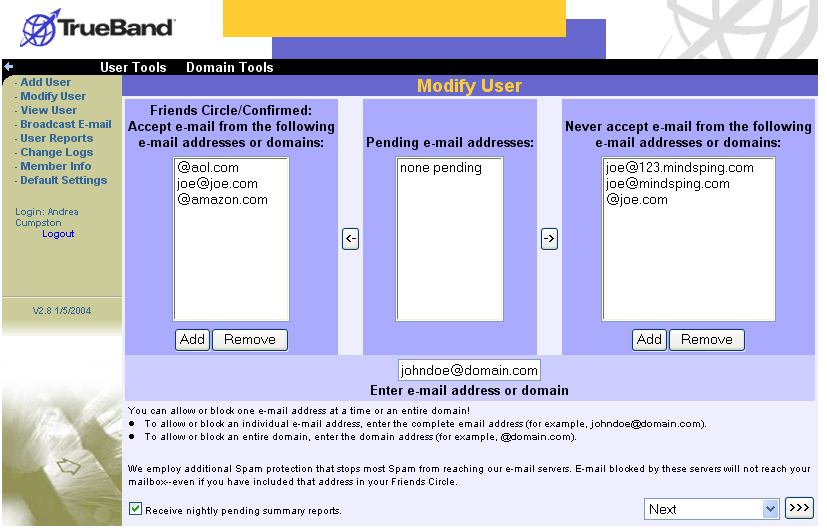 TrueBand
User Tools Domain Tools
- Add User
- Modify User
- View User
- Broadcast E-mail
- User Reports
- Change Logs
- Member Info
- Default Settings
Login: Andrea
Cumpston
Logout
V2.8 1/5/2004
Modify User
Friends Circle/Confirmed:
Accept e-mail from the following
e-mail addresses or domains:
@aol.com
joe@joe.com
@amazon.com
Add Remove
<-
Pending e-mail addresses:
none pending
->
Never accept e-mail from the following
e-mail addresses or domains:
joe@123.mindsping.com
joe@mindsping.com
@joe.com
Add Remove
johndoe@domain.com
Enter e-mail address or domain
You can allow or block one e-mail address at a time or an entire domain!
● To allow or block an individual e-mail address, enter the complete email address (for example, johndoe@domain.com).
● To allow or block an entire domain, enter the domain address (for example, @domain.com).
We employ additional Spam protection that stops most Spam from reaching our e-mail servers. E-mail blocked by these servers will not reach your
mailbox--even if you have included that address in your Friends Circle.
Receive nightly pending summary reports.
Next >>>